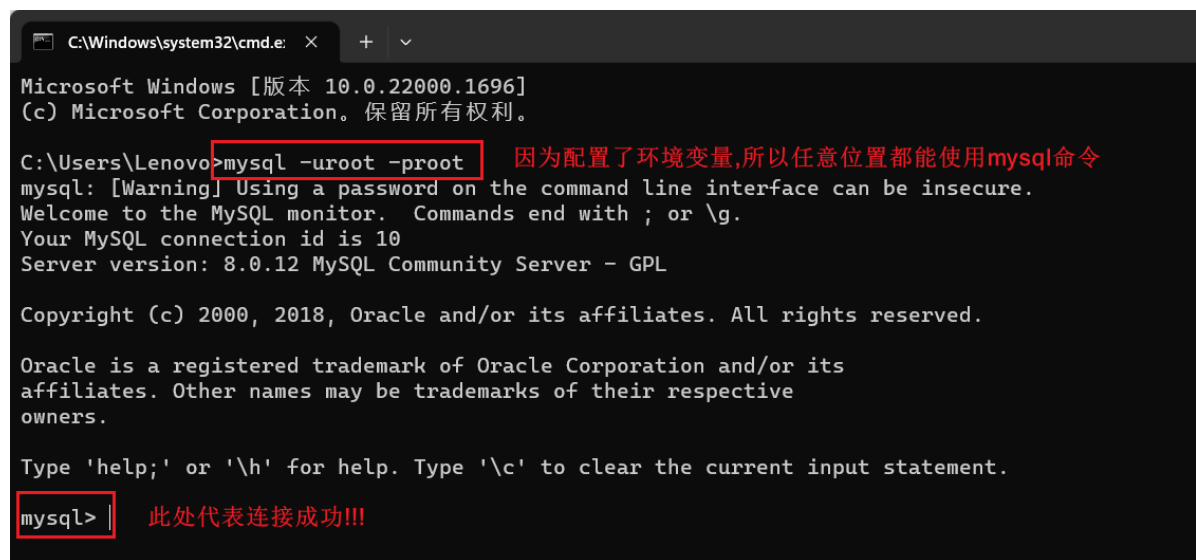 C:\Windows\system32\cmd.e:
Microsoft Windows [版本 10.0.22000.1696]
(c) Microsoft Corporation。保留所有权利。
C:\Users\Lenovo>mysql -uroot -proot 因为配置了环境变量,所以任意位置都能使用mysql命令
mysql: [Warning] Using a password on the command line interface can be insecure.
Welcome to the MySQL monitor.  Commands end with ; or \g.
Your MySQL connection id is 10
Server version: 8.0.12 MySQL Community Server - GPL
Copyright (c) 2000, 2018, Oracle and/or its affiliates. All rights reserved.
Oracle is a registered trademark of Oracle Corporation and/or its
affiliates. Other names may be trademarks of their respective
owners.
Type 'help;' or '\h' for help. Type '\c' to clear the current input statement.
mysql> 此处代表连接成功!!!